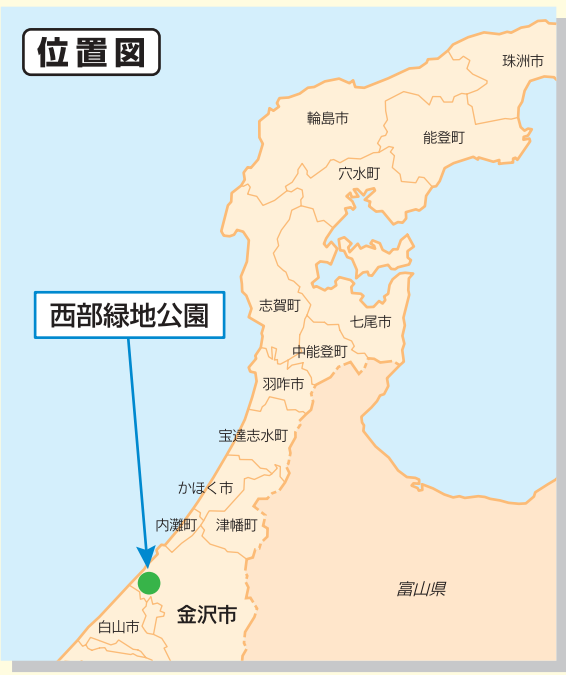 位置図
珠洲市
輪島市
能登町
穴水町
志賀町
七尾市
中能登町
羽咋市
西部緑地公園
宝達志水町
かほく市
内灘町
津幡町
富山県
金沢市
白山市